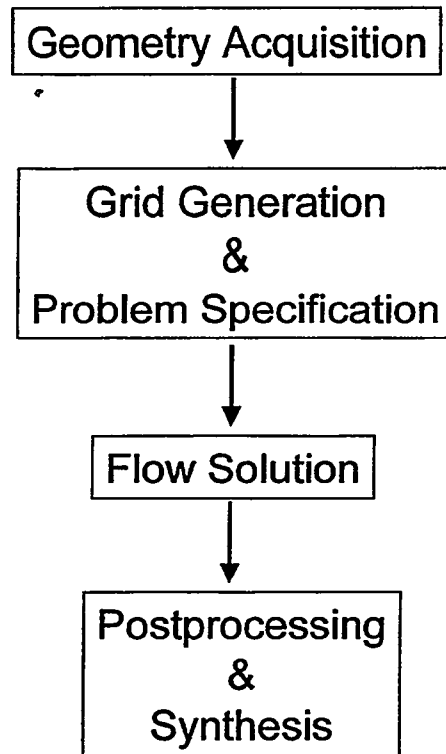 Geometry Acquisition
Grid Generation
&
Problem Specification
Flow Solution
Postprocessing
&
Synthesis